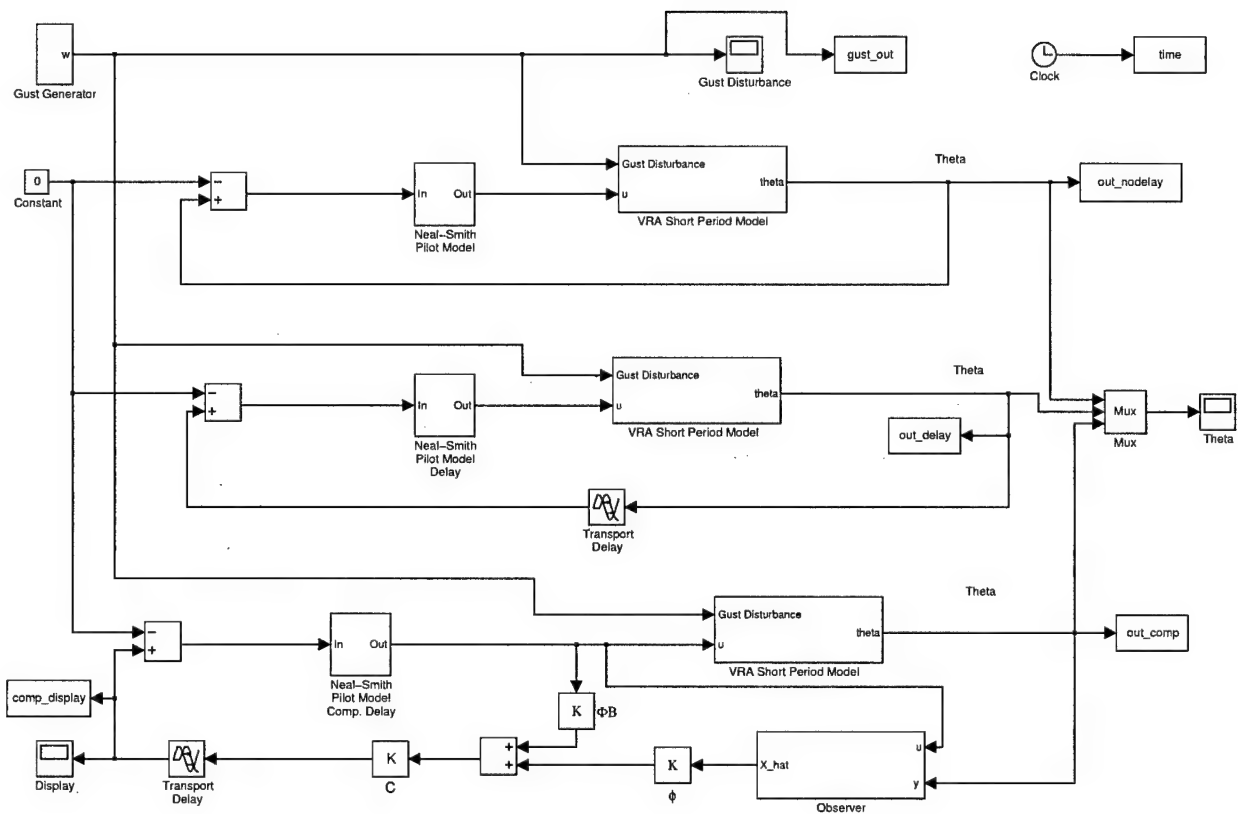 w
Gust Generator
Gust Disturbance
gust_out
Clock
time
0
Constant
−
+
In
Out
Neal−Smith
Pilot Model
Gust Disturbance
u
theta
VRA Short Period Model
Theta
out_nodelay
−
+
In
Out
Neal−Smith
Pilot Model
Delay
Gust Disturbance
u
theta
VRA Short Period Model
Theta
out_delay
Mux
Mux
Theta
Transport
Delay
−
+
In
Out
Neal−Smith
Pilot Model
Comp. Delay
Gust Disturbance
u
theta
VRA Short Period Model
Theta
out_comp
comp_display
K
ΦB
Display
Transport
Delay
K
C
+
+
K
ϕ
X_hat
u
y
Observer